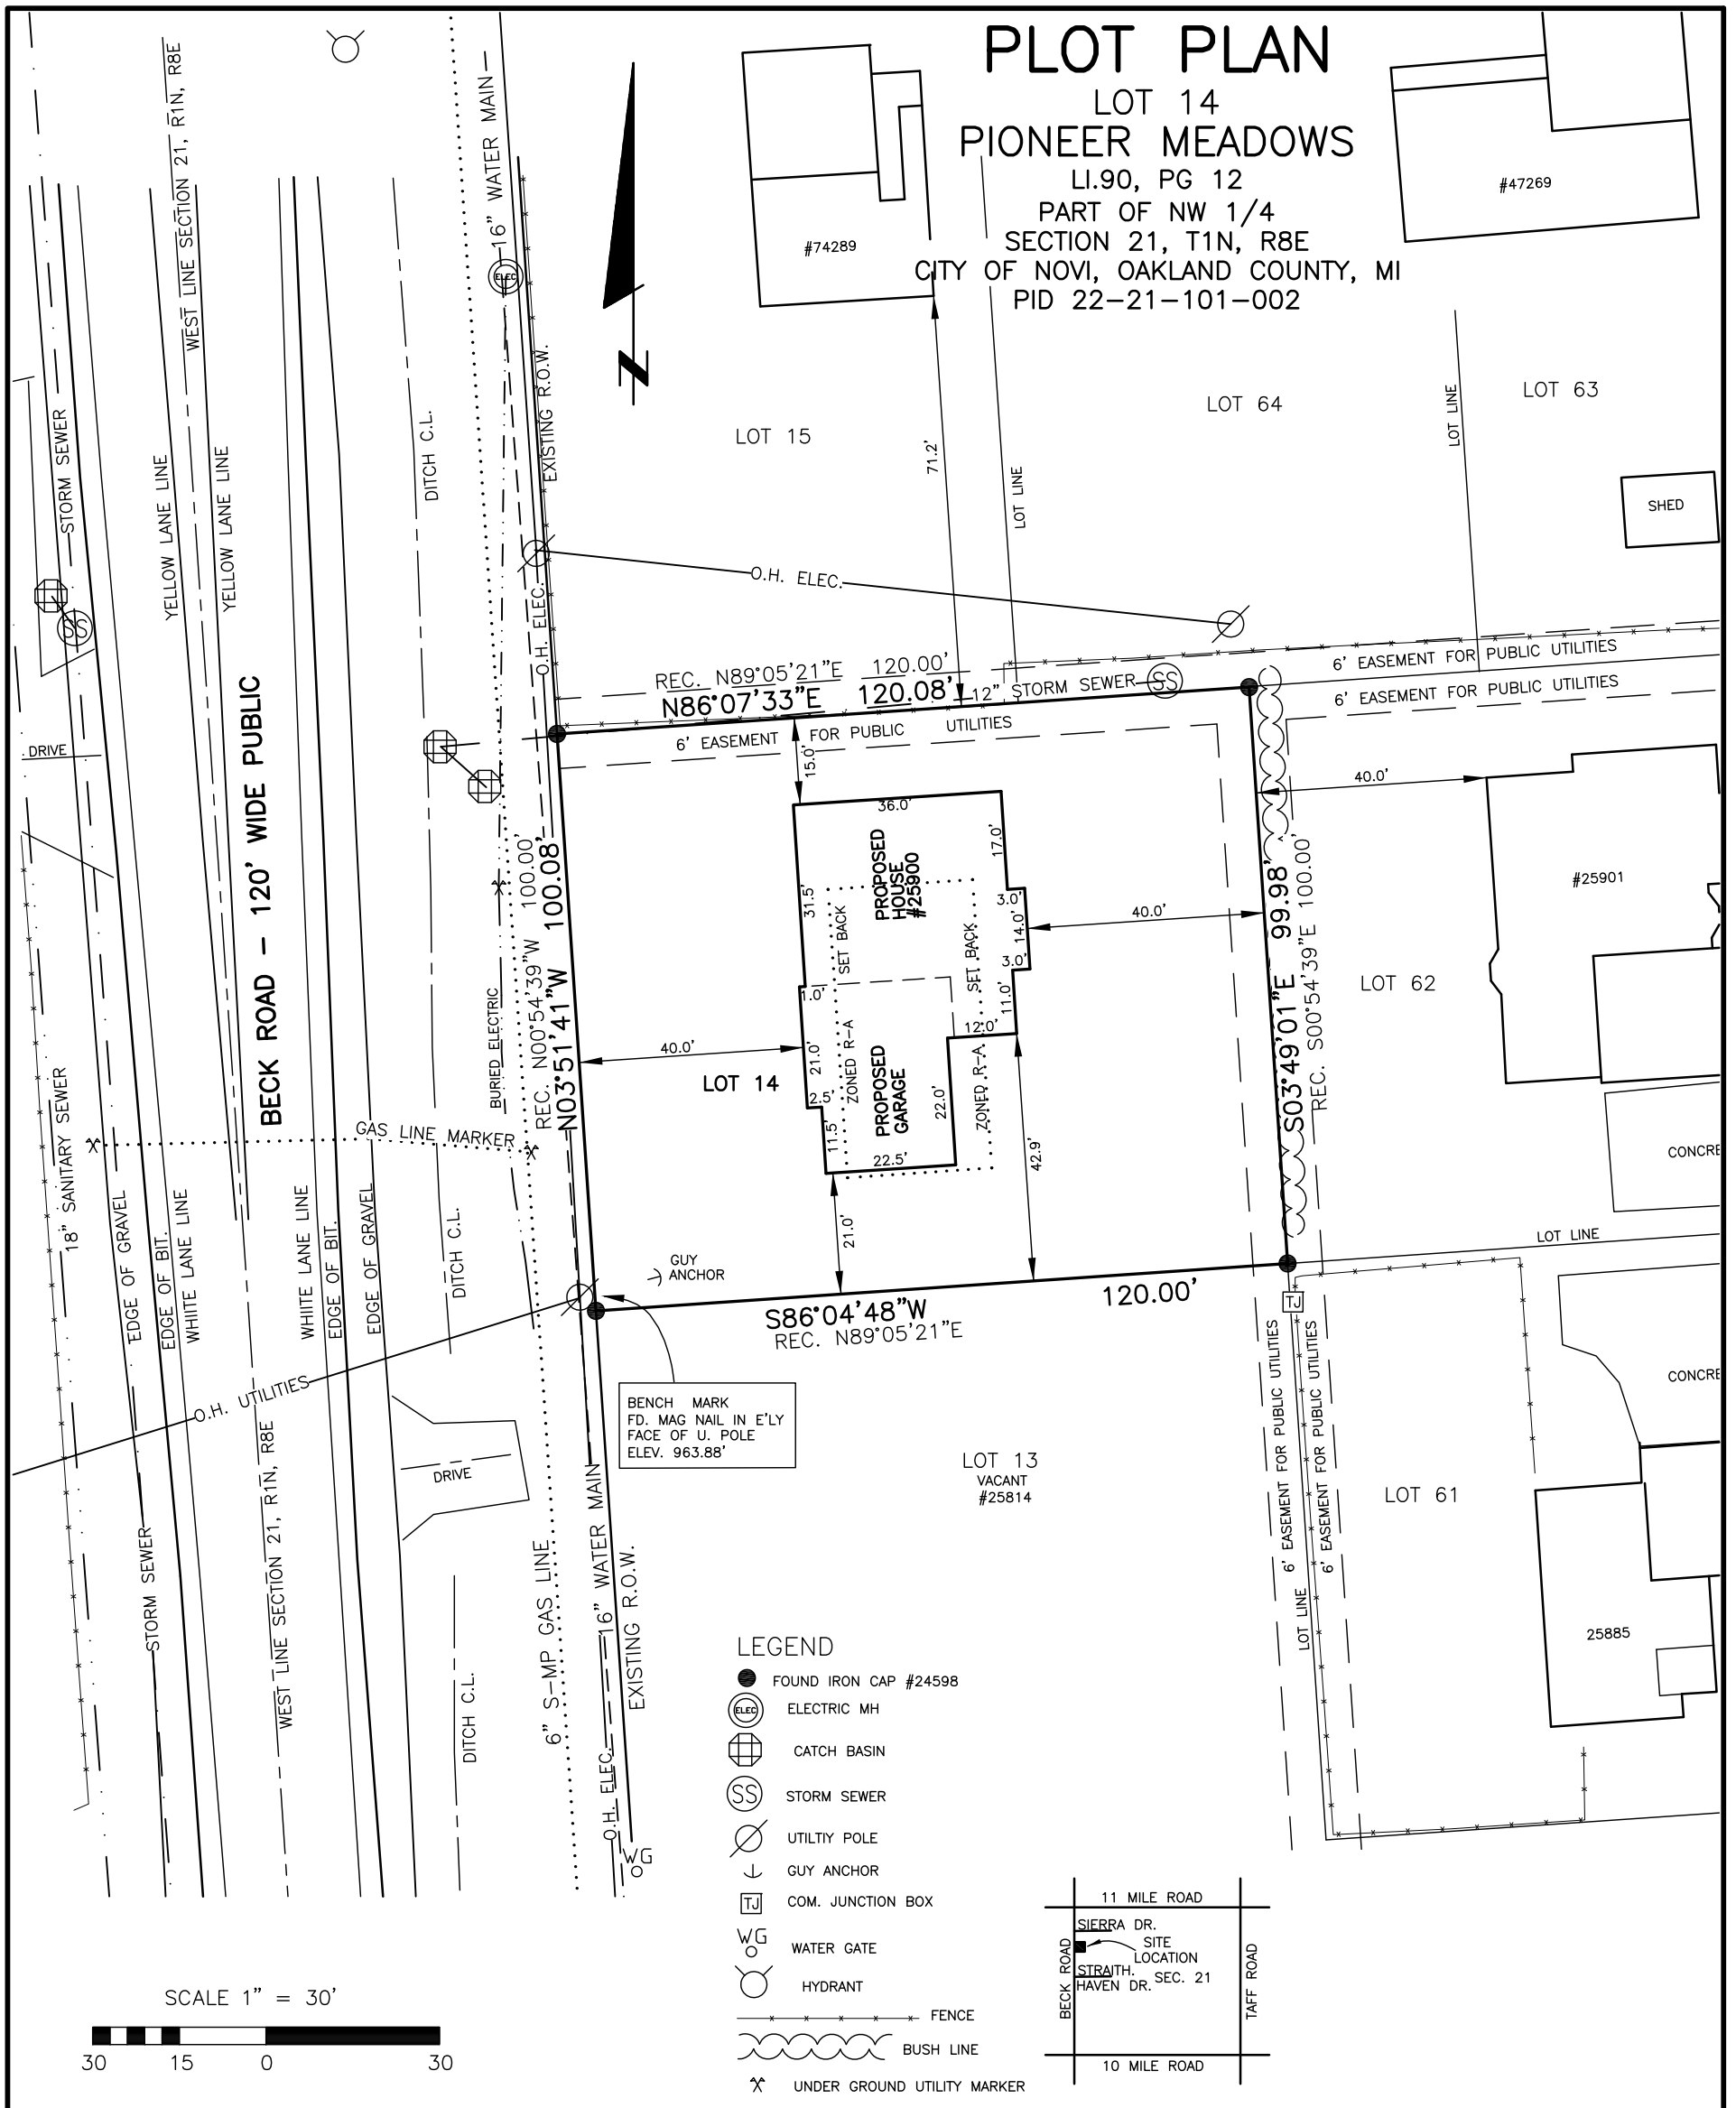 PLOT PLAN
LOT 14
PIONEER MEADOWS
LI.90, PG 12
PART OF NW 1/4
SECTION 21, T1N, R8E
CITY OF NOVI, OAKLAND COUNTY, MI
PID 22-21-101-002
#74289
#47269
WEST LINE SECTION 21, R1N, R8E
16" WATER MAIN
ELEC
N
EXISTING R.O.W.
STORM SEWER
YELLOW LANE LINE
YELLOW LANE LINE
DITCH C.L.
LOT 15
71.2'
LOT LINE
LOT 64
LOT LINE
LOT 63
SHED
O.H. ELEC.
O.H. ELEC.
SS
DRIVE
BECK ROAD - 120' WIDE PUBLIC
REC. N89°05'21"E 120.00'
N86°07'33"E 120.08'
12" STORM SEWER
SS
6' EASEMENT FOR PUBLIC UTILITIES
6' EASEMENT FOR PUBLIC UTILITIES
6' EASEMENT FOR PUBLIC UTILITIES
15.0'
36.0'
17.0'
31.5'
PROPOSED
HOUSE
#25900
3.0'
14.0'
3.0'
11.0'
12.0'
SET BACK
SET BACK
1.0'
21.0'
2.5'
11.5'
22.5'
22.0'
ZONED R-A
ZONED R-A
PROPOSED
GARAGE
40.0'
40.0'
40.0'
LOT 14
21.0'
42.9'
REC. N00°54'39"W 100.00'
N03°51'41"W 100.08'
BURIED ELECTRIC
S03°49'01"E 99.98'
REC. S00°54'39"E 100.00'
#25901
LOT 62
CONCRE
GAS LINE MARKER
18" SANITARY SEWER
EDGE OF GRAVEL
EDGE OF BIT.
WHITE LANE LINE
WHITE LANE LINE
EDGE OF BIT.
EDGE OF GRAVEL
DITCH C.L.
GUY
ANCHOR
S86°04'48"W 120.00'
REC. N89°05'21"E
LOT LINE
TJ
O.H. UTILITIES
BENCH MARK
FD. MAG NAIL IN E'LY
FACE OF U. POLE
ELEV. 963.88'
CONCRE
DRIVE
LOT 13
VACANT
#25814
6' EASEMENT FOR PUBLIC UTILITIES
6' EASEMENT FOR PUBLIC UTILITIES
LOT LINE
LOT 61
25885
STORM SEWER
WEST LINE SECTION 21, R1N, R8E
DITCH C.L.
6" S-MP GAS LINE
16" WATER MAIN
EXISTING R.O.W.
O.H. ELEC.
WG
LEGEND
FOUND IRON CAP #24598
ELEC ELECTRIC MH
CATCH BASIN
SS STORM SEWER
UTILTIY POLE
GUY ANCHOR
TJ COM. JUNCTION BOX
WG WATER GATE
HYDRANT
FENCE
BUSH LINE
UNDER GROUND UTILITY MARKER
SCALE 1" = 30'
30 15 0 30
11 MILE ROAD
SIERRA DR.
SITE
LOCATION
STRAITH.
HAVEN DR. SEC. 21
BECK ROAD
TAFF ROAD
10 MILE ROAD